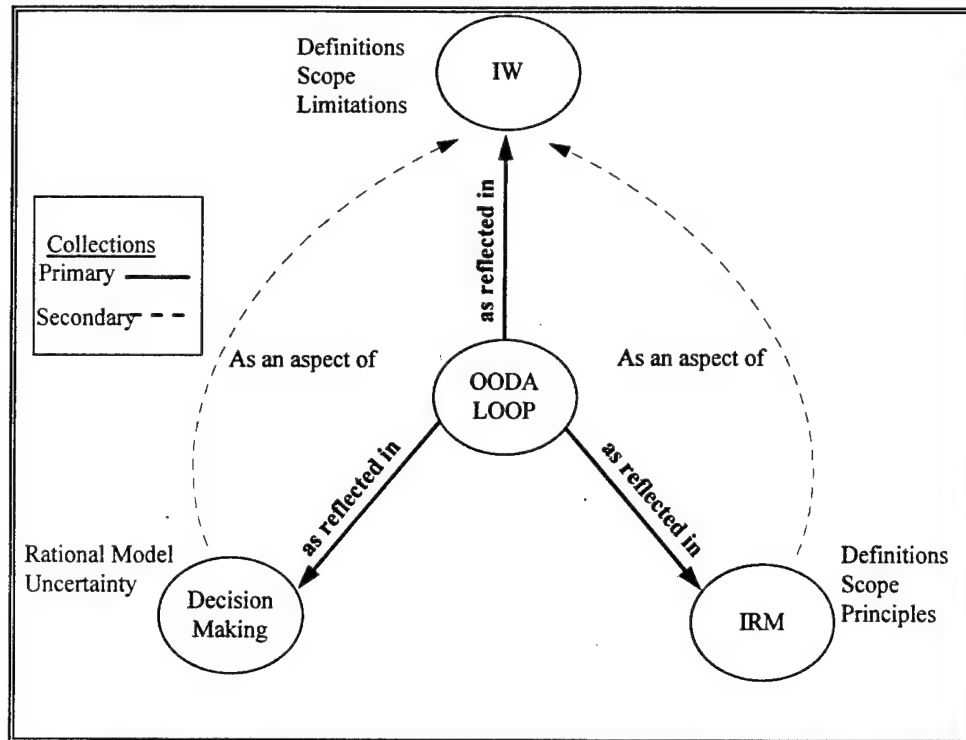 Definitions
Scope
Limitations
IW
as reflected in
Collections
Primary
Secondary
As an aspect of
As an aspect of
OODA
LOOP
as reflected in
as reflected in
Rational Model
Uncertainty
Decision
Making
IRM
Definitions
Scope
Principles